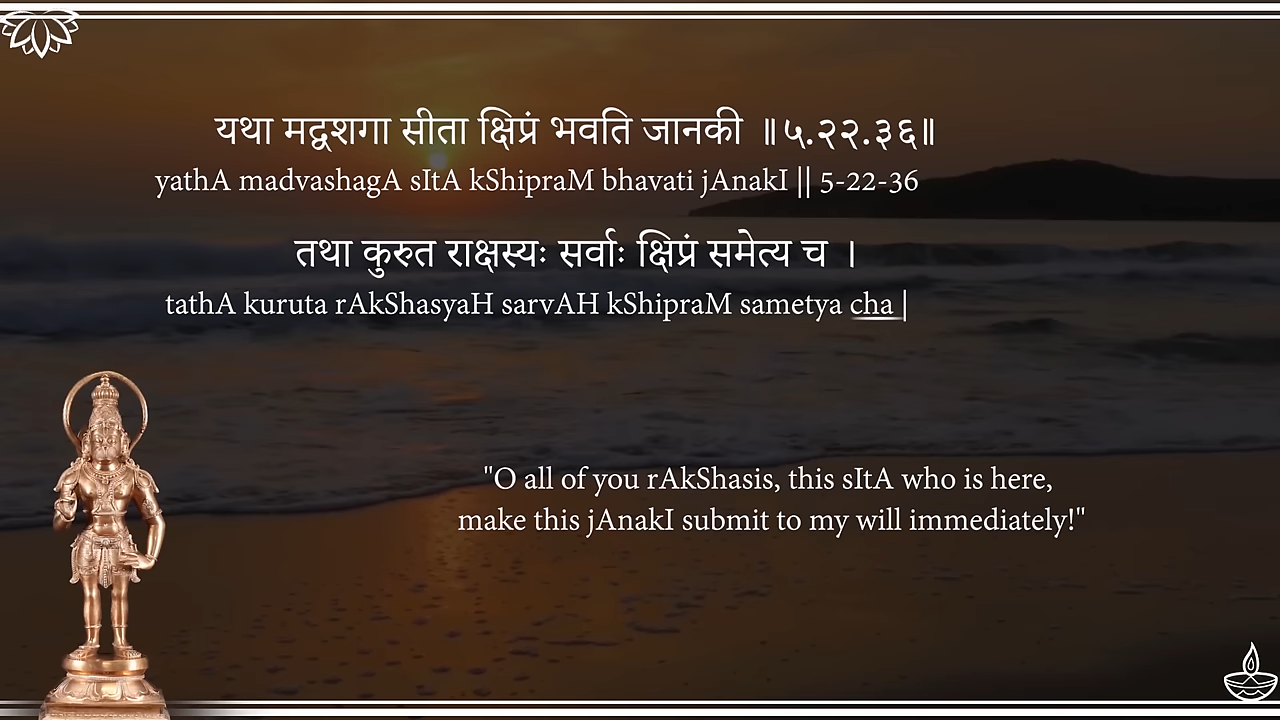 यथा मद्वशगा सीता क्षिप्रं भवति जानकी ॥५.२२.३६॥
yathA madvashagA sItA kShipraM bhavati jAnakI || 5-22-36
तथा कुरुत राक्षस्यः सर्वाः क्षिप्रं समेत्य च ।
tathA kuruta rAkShasyaH sarvAH kShipraM sametya cha |
"O all of you rAkShasis, this sItA who is here,
make this jAnakI submit to my will immediately!"